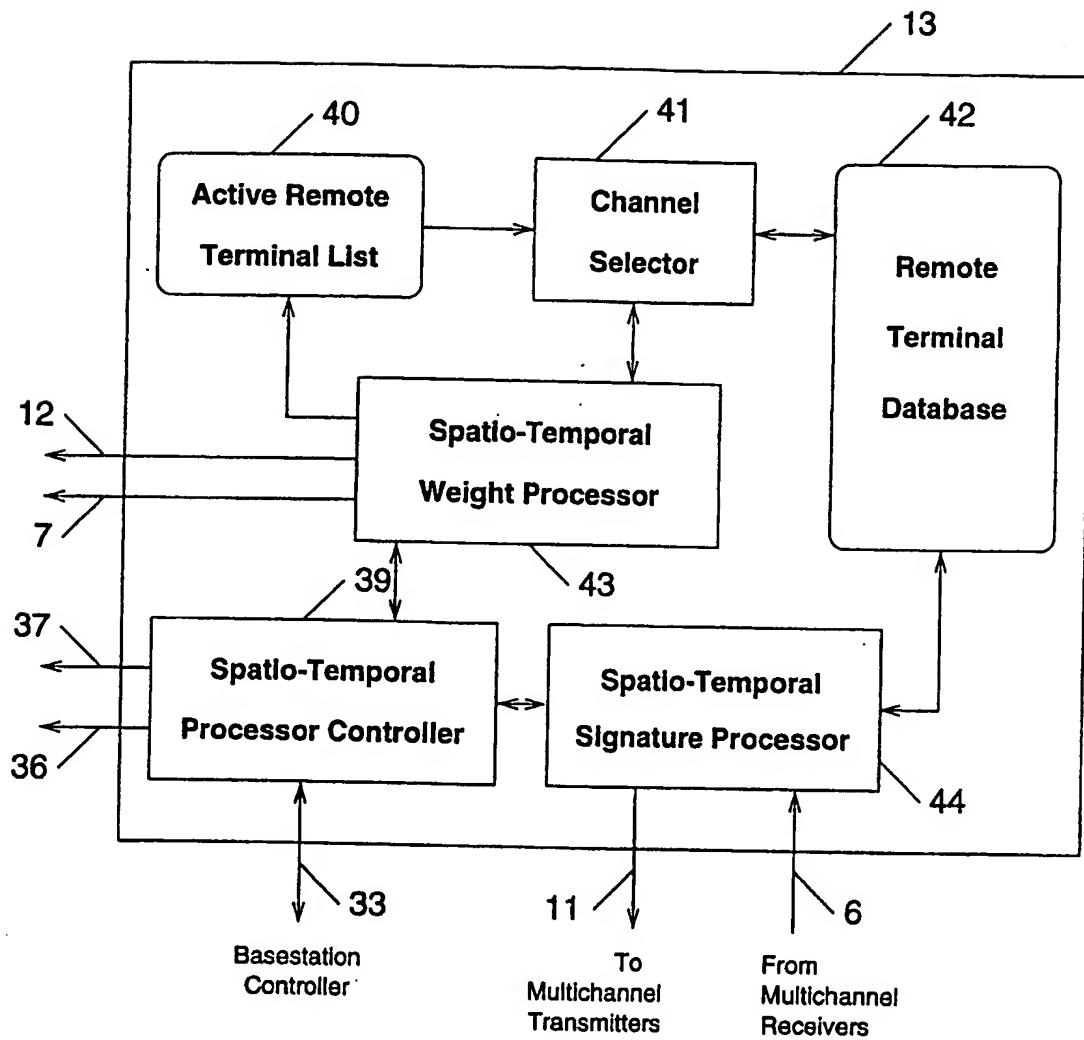 13
40
41
42
Active Remote
Terminal List
Channel
Selector
Remote
Terminal
Database
12
7
Spatio-Temporal
Weight Processor
43
39
37
36
Spatio-Temporal
Processor Controller
Spatio-Temporal
Signature Processor
44
33
11
6
Basestation
Controller
To
Multichannel
Transmitters
From
Multichannel
Receivers